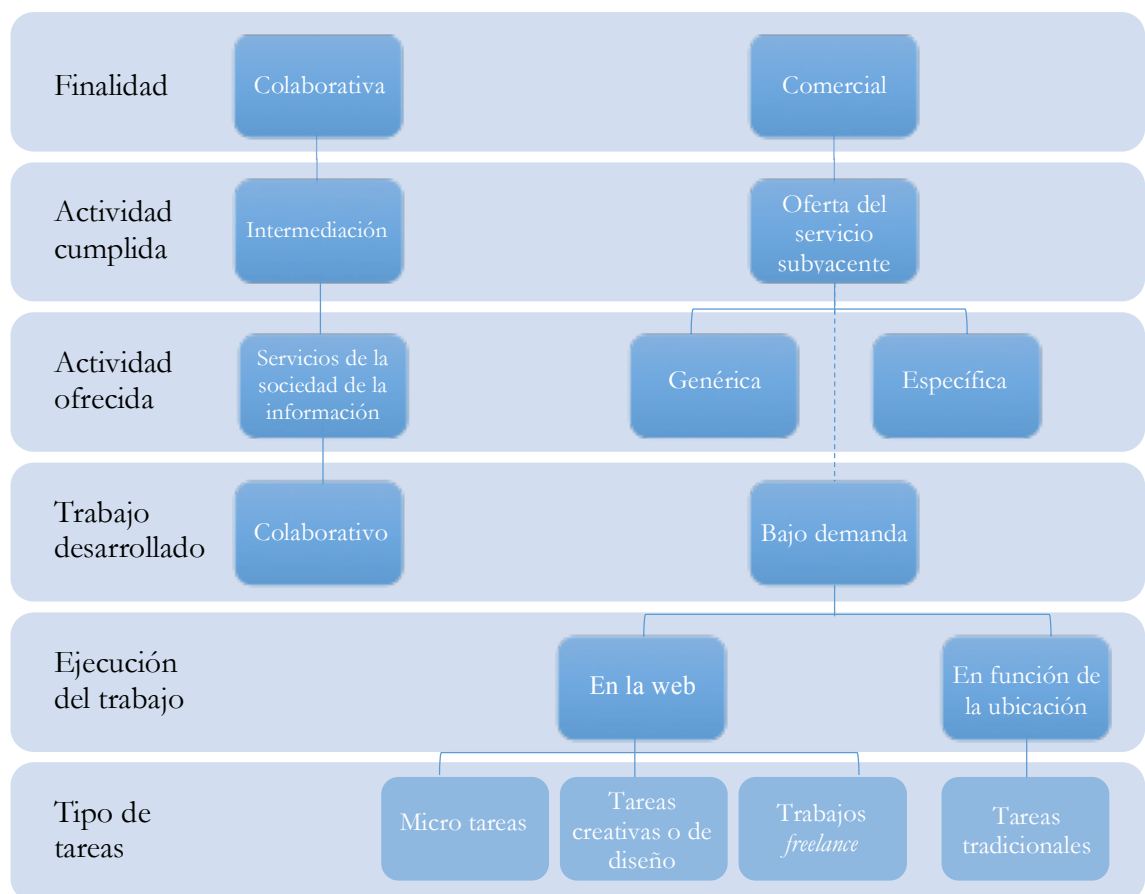 Finalidad
Colaborativa
Comercial
Actividad
cumplida
Intermediación
Oferta del
servicio
subyacente
Actividad
ofrecida
Servicios de la
sociedad de la
información
Genérica
Específica
Trabajo
desarrollado
Colaborativo
Bajo demanda
Ejecución
del trabajo
En la web
En función de
la ubicación
Tipo de
tareas
Micro tareas
Tareas
creativas o de
diseño
Trabajos
freelance
Tareas
tradicionales